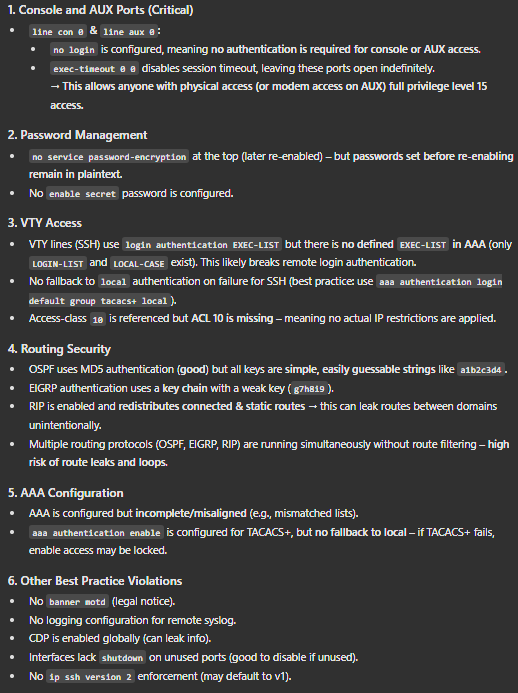 1. Console and AUX Ports (Critical)
• line con 0 & line aux 0:
• no login is configured, meaning no authentication is required for console or AUX access.
• exec-timeout 0 0 disables session timeout, leaving these ports open indefinitely.
→ This allows anyone with physical access (or modem access on AUX) full privilege level 15
access.
2. Password Management
• no service password-encryption at the top (later re-enabled) – but passwords set before re-enabling
remain in plaintext.
• No enable secret password is configured.
3. VTY Access
• VTY lines (SSH) use login authentication EXEC-LIST but there is no defined EXEC-LIST in AAA (only
LOGIN-LIST and LOCAL-CASE exist). This likely breaks remote login authentication.
• No fallback to local authentication on failure for SSH (best practice: use aaa authentication login
default group tacacs+ local).
• Access-class 10 is referenced but ACL 10 is missing – meaning no actual IP restrictions are applied.
4. Routing Security
• OSPF uses MD5 authentication (good) but all keys are simple, easily guessable strings like a1b2c3d4.
• EIGRP authentication uses a key chain with a weak key (g7h8i9).
• RIP is enabled and redistributes connected & static routes → this can leak routes between domains
unintentionally.
• Multiple routing protocols (OSPF, EIGRP, RIP) are running simultaneously without route filtering – high
risk of route leaks and loops.
5. AAA Configuration
• AAA is configured but incomplete/misaligned (e.g., mismatched lists).
• aaa authentication enable is configured for TACACS+, but no fallback to local – if TACACS+ fails,
enable access may be locked.
6. Other Best Practice Violations
• No banner motd (legal notice).
• No logging configuration for remote syslog.
• CDP is enabled globally (can leak info).
• Interfaces lack shutdown on unused ports (good to disable if unused).
• No ip ssh version 2 enforcement (may default to v1).